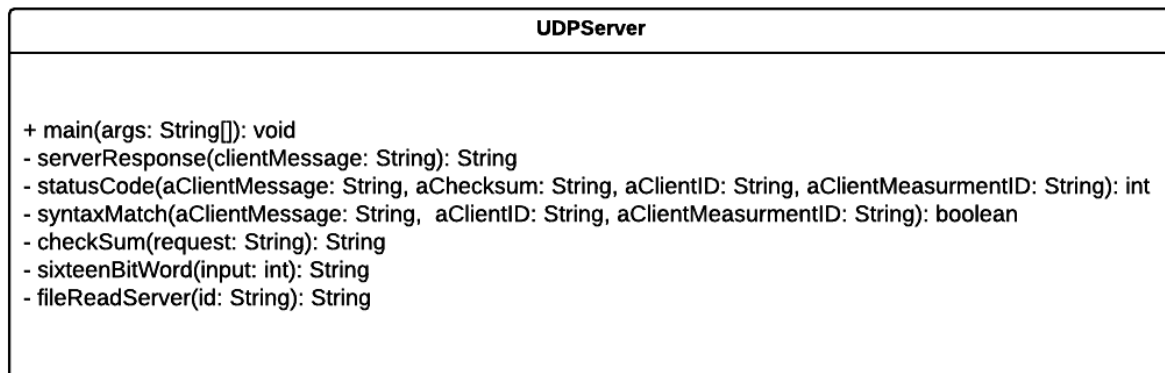 UDPServer
+ main(args: String[]): void
- serverResponse(clientMessage: String): String
- statusCode(aClientMessage: String, aChecksum: String, aClientID: String, aClientMeasurmentID: String): int
- syntaxMatch(aClientMessage: String, aClientID: String, aClientMeasurmentID: String): boolean
- checkSum(request: String): String
- sixteenBitWord(input: int): String
- fileReadServer(id: String): String